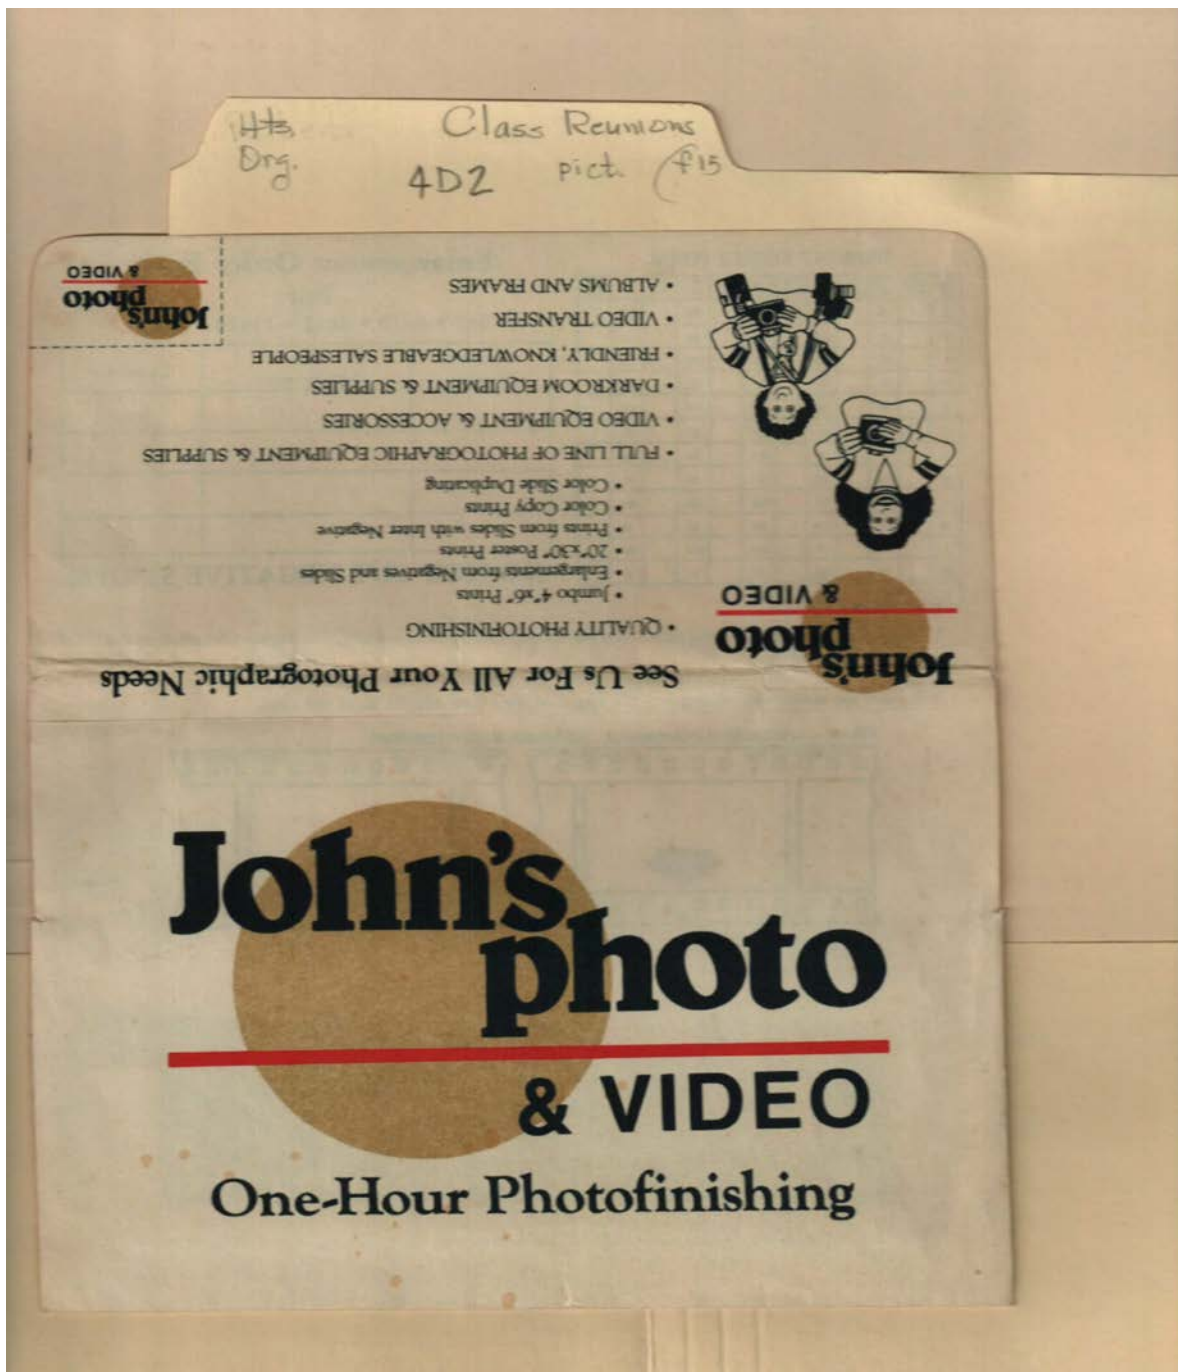 Hts. Class Reunions
Org. 4D2 pict. (f15
John's
photo
& VIDEO
• ALBUMS AND FRAMES
• VIDEO TRANSFER
• FRIENDLY, KNOWLEDGEABLE SALESPEOPLE
• DARKROOM EQUIPMENT & SUPPLIES
• VIDEO EQUIPMENT & ACCESSORIES
• FULL LINE OF PHOTOGRAPHIC EQUIPMENT & SUPPLIES
• Color Slide Duplicating
• Color Copy Prints
• Prints from Slides with Inter Negative
• 20"x30" Poster Prints
• Enlargements from Negatives and Slides
• Jumbo 4"x6" Prints
• QUALITY PHOTOFINISHING
See Us For All Your Photographic Needs
John's
photo
& VIDEO
John's
photo
& VIDEO
One-Hour Photofinishing